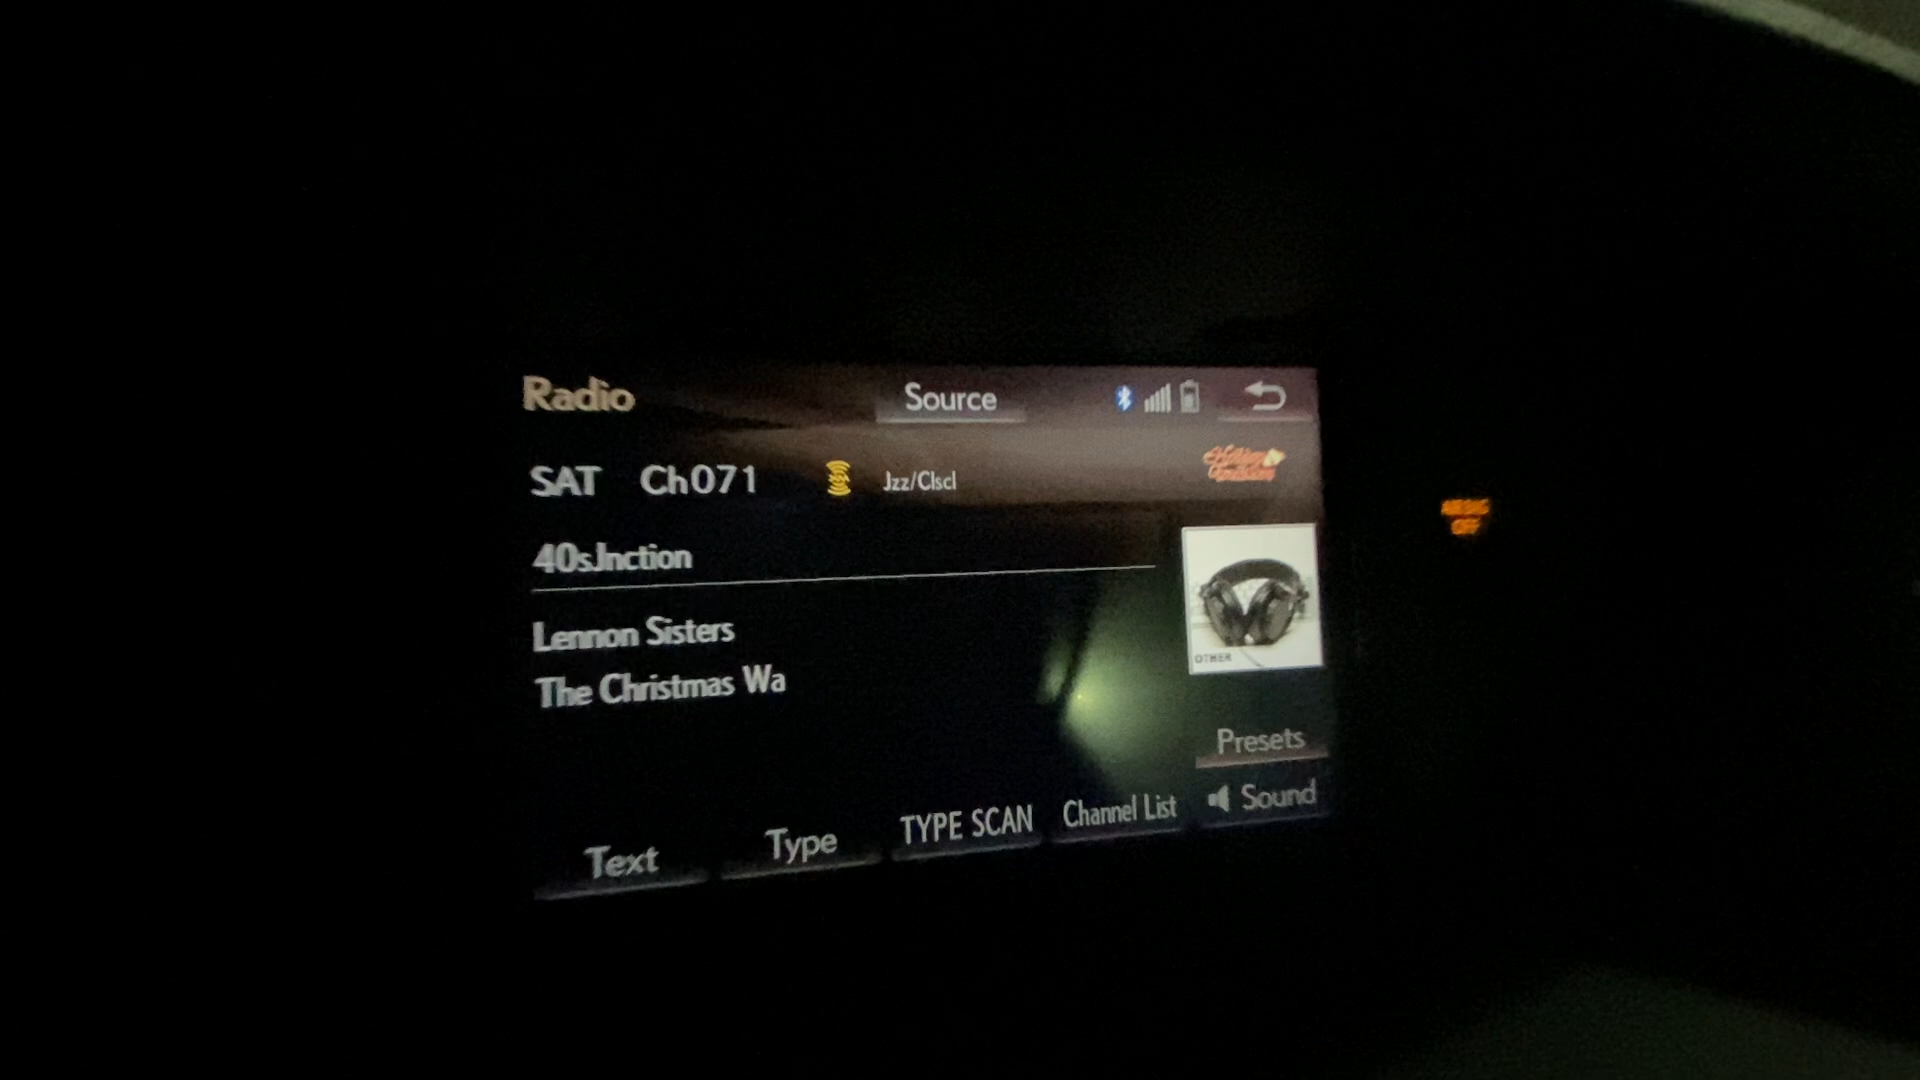 Radio
Source
SAT Ch071
Jzz/Clscl
40sJnction
Lennon Sisters
The Christmas Wa
OTHER
Presets
Sound
Channel List
TYPE SCAN
Type
Text
OFF